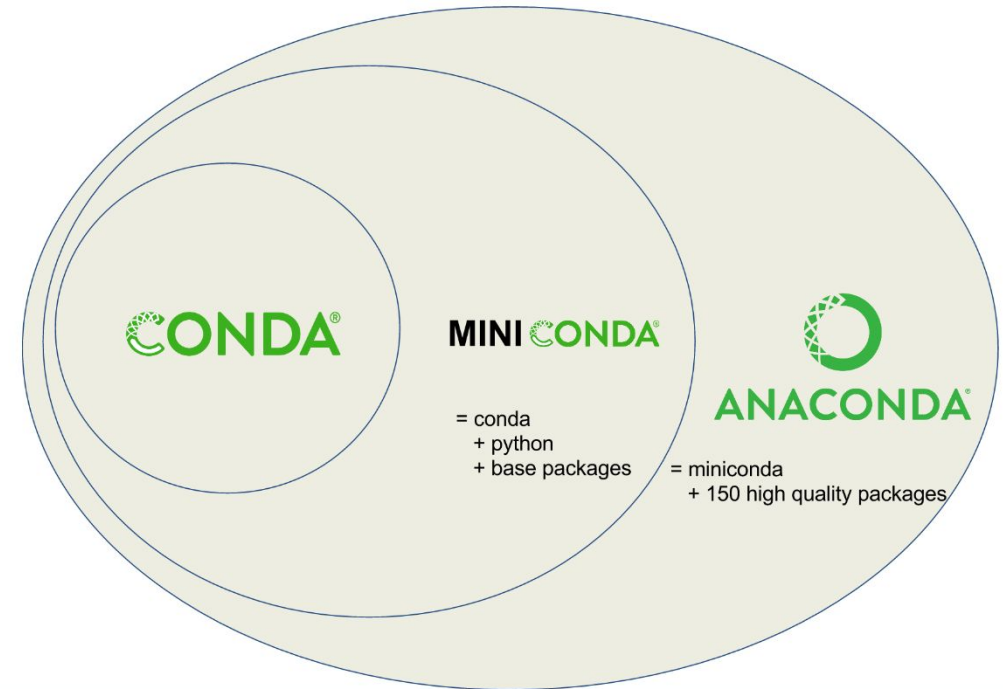 CONDA®
MINI CONDA®
= conda
+ python
+ base packages
ANACONDA®
= miniconda
+ 150 high quality packages